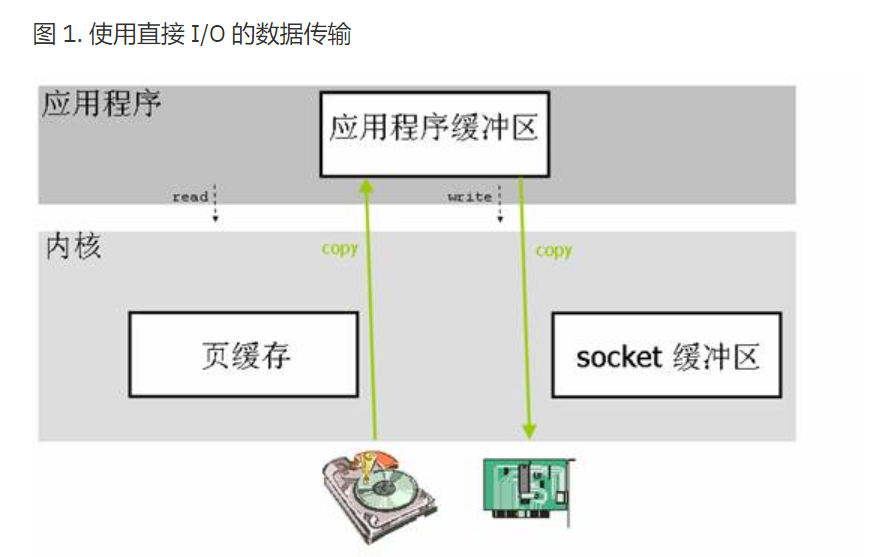 图 1. 使用直接 I/O 的数据传输
应用程序
应用程序缓冲区
read
write
内核
copy
copy
页缓存
socket 缓冲区